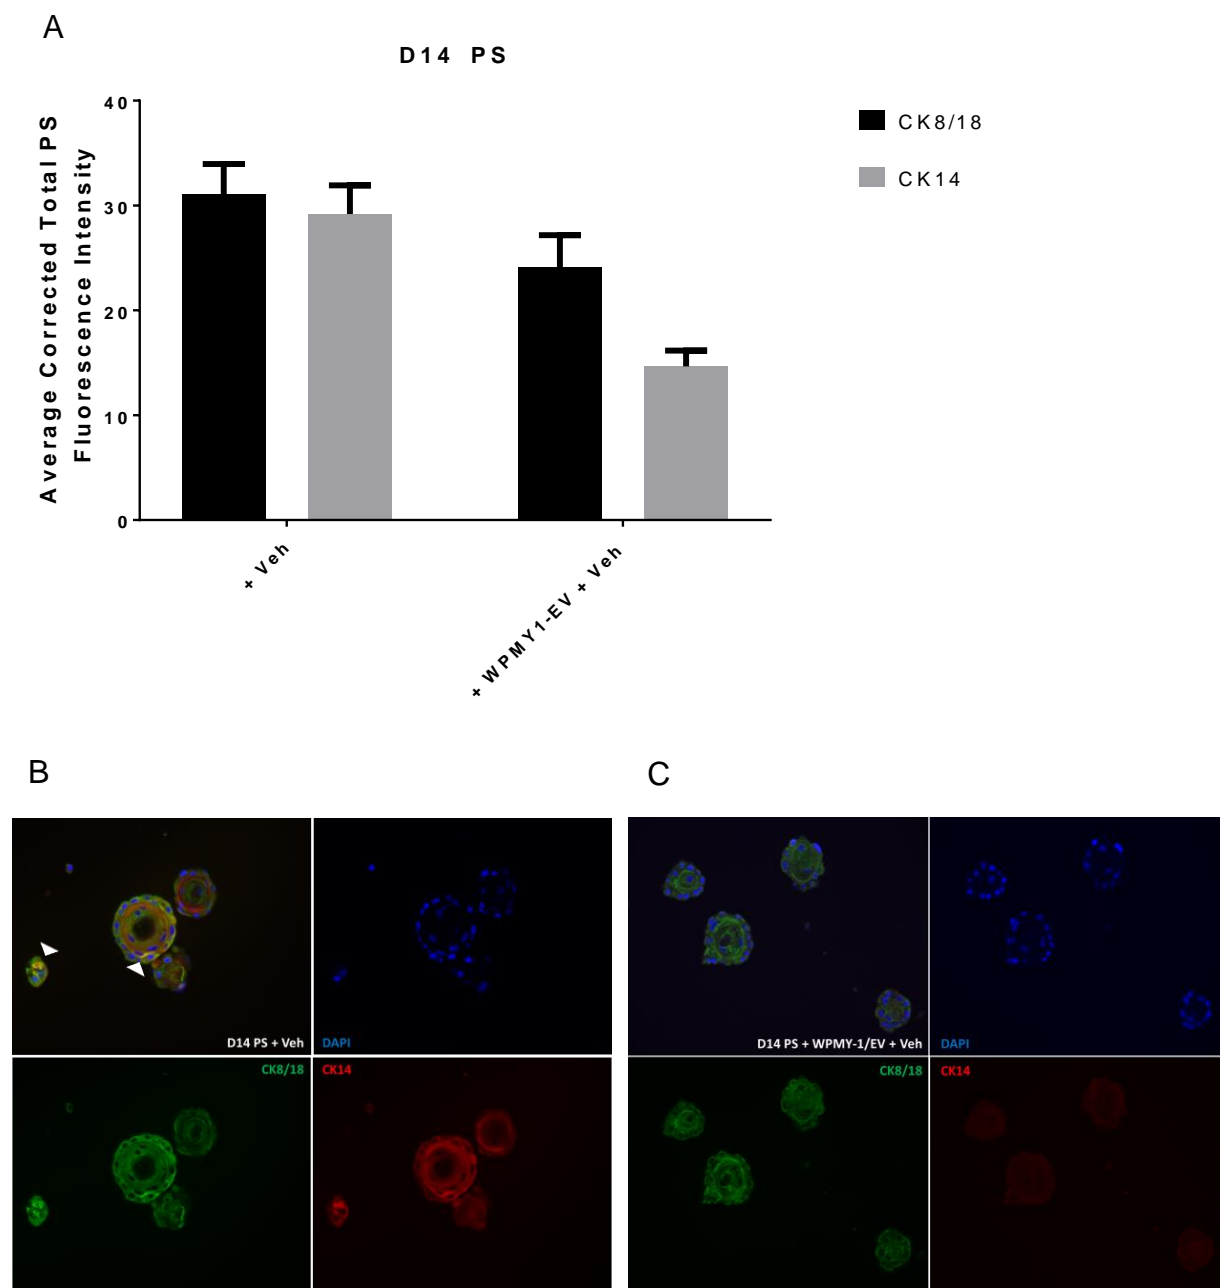 A
D14 PS
Average Corrected Total PS
Fluorescence Intensity
40
30
20
10
0
CK8/18
CK14
+ Veh
+ WPMY1-EV + Veh
B
C
D14 PS + Veh
DAPI
CK8/18
CK14
D14 PS + WPMY-1/EV + Veh
DAPI
CK8/18
CK14